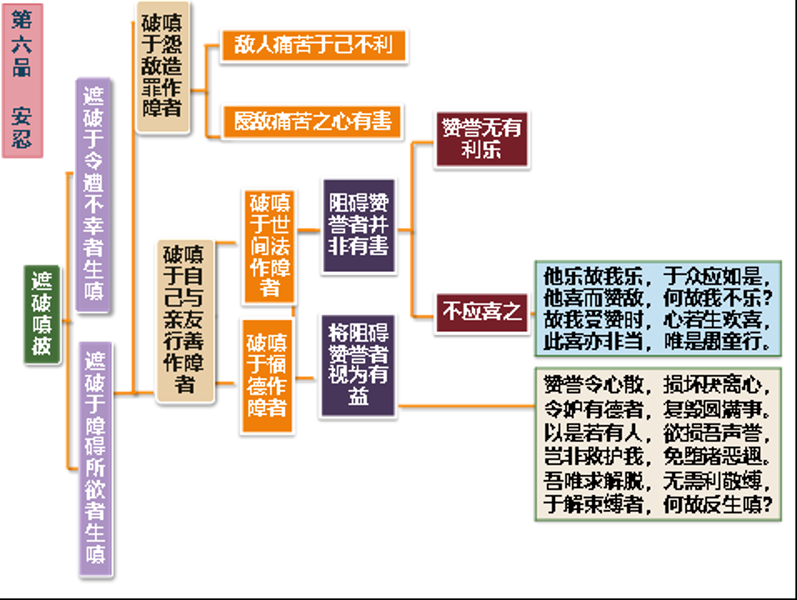 第六品 安忍
遮破嗔披
遮破于令遭不幸者生嗔
遮破于障碍所欲者生嗔
破嗔
于怨
敌造
罪作
障者
敌人痛苦于己不利
愿敌痛苦之心有害
破嗔
于自
己与
亲友
行善
作障
者
破嗔
于世
间法
作障
者
阻碍赞
誉者并
非有害
赞誉无有
利乐
不应喜之
他乐故我乐，于众应如是，
他喜而赞敌，何故我不乐？
故我受赞时，心若生欢喜，
此喜亦非当，唯是愚童行。
破嗔
于福
德作
障者
将阻碍
赞誉者
视为有
益
赞誉令心散，损坏厌离心，
令妒有德者，复毁圆满事。
以是若有人，欲损吾声誉，
岂非救护我，免堕诸恶趣。
吾唯求解脱，无需利敬缚，
于解束缚者，何故反生嗔？